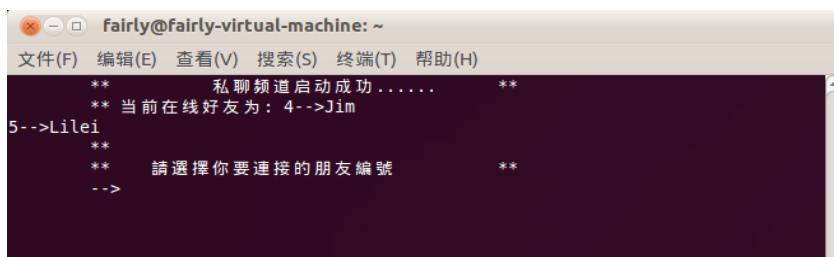 fairly@fairly-virtual-machine: ~
文件(F) 编辑(E) 查看(V) 搜索(S) 终端(T) 帮助(H)
** 私聊频道启动成功...... **
** 当前在线好友为: 4-->Jim
5-->Lilei
**
** 請選擇你要連接的朋友編號 **
-->